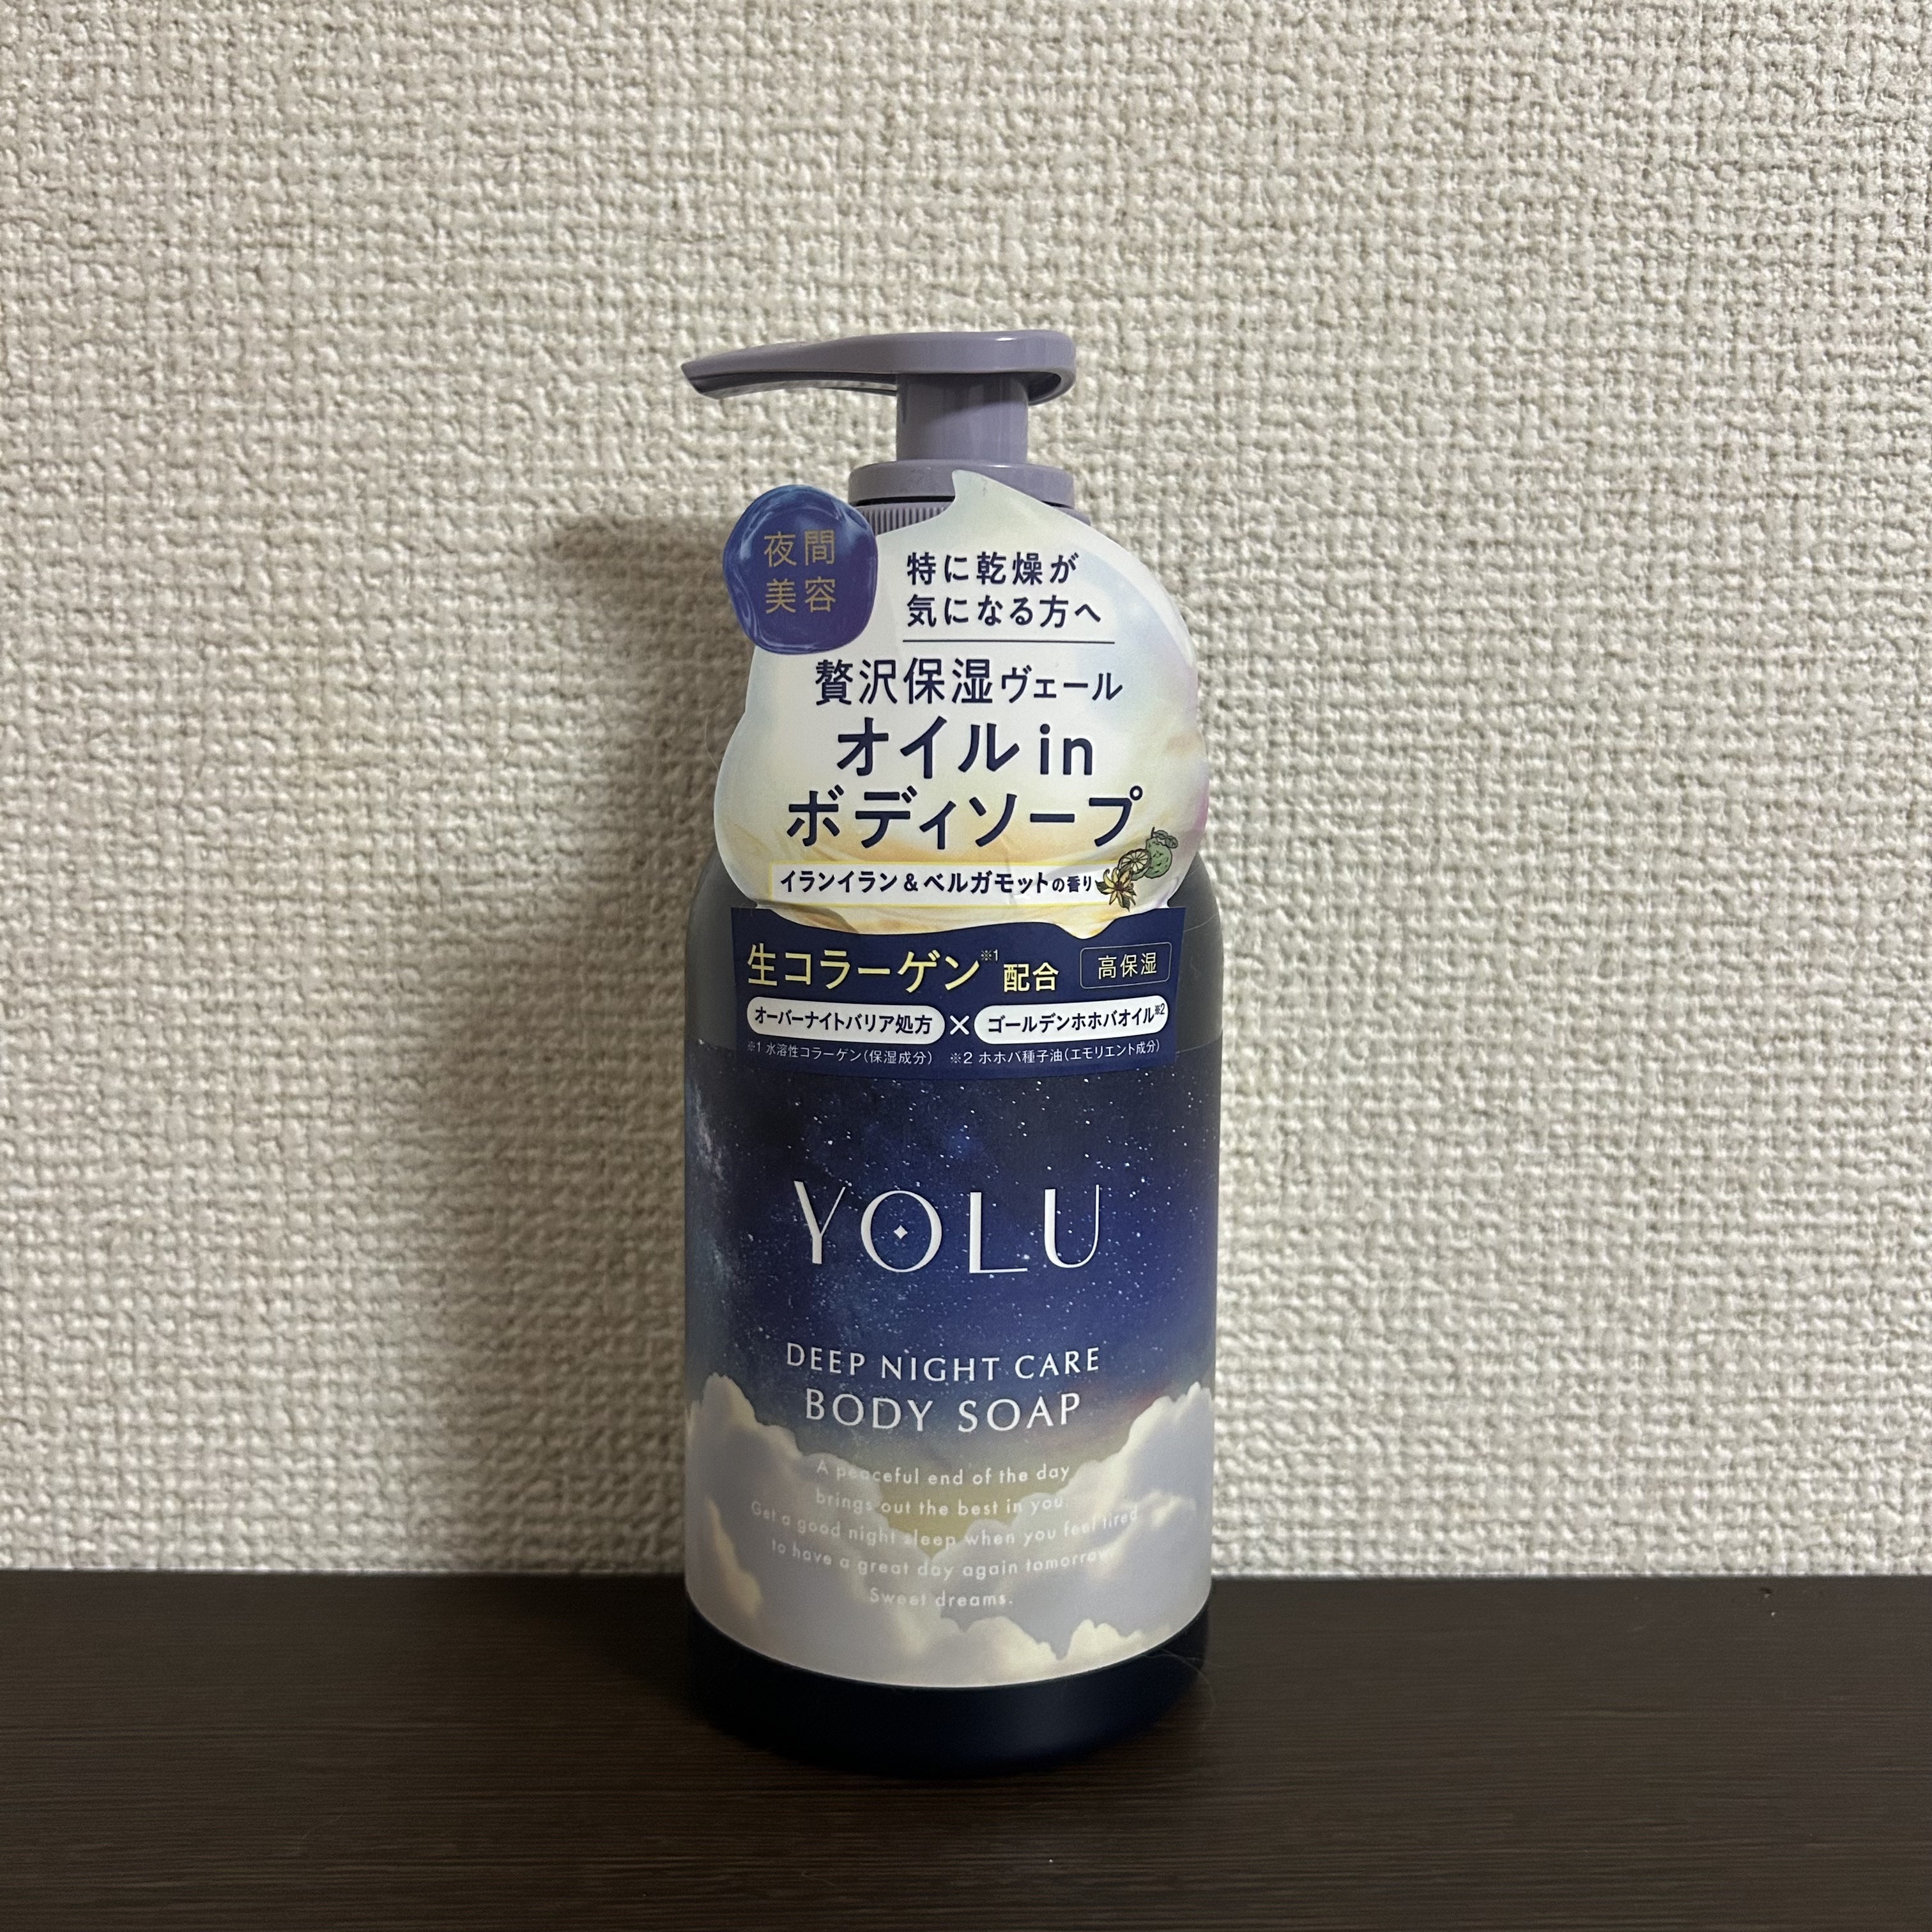 夜間
美容
特に乾燥が
気になる方へ
贅沢保湿ヴェール
オイルin
ボディソープ
イランイラン&ベルガモットの香り
生コラーゲン※1配合 高保湿
オーバーナイトバリア処方×ゴールデンホホバオイル※2
※1 水溶性コラーゲン(保湿成分) ※2 ホホバ種子油(エモリエント成分)
YOLU
DEEP NIGHT CARE
BODY SOAP
A peaceful end of the day
brings out the best in you.
Get a good night sleep when you feel tired
to have a great day again tomorrow.
Sweet dreams.